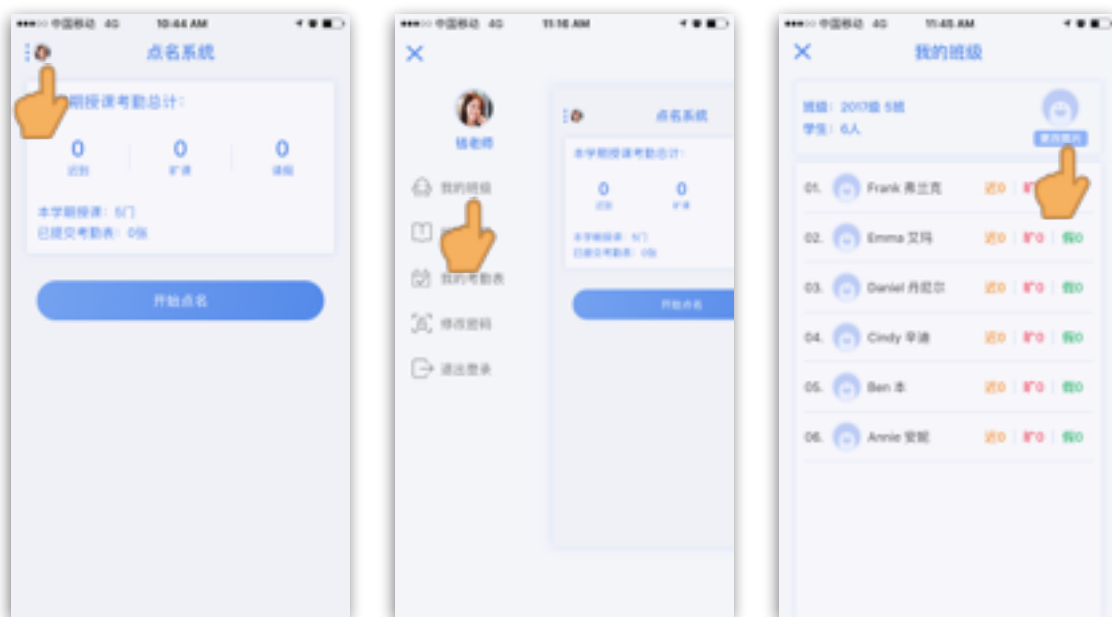 中国移动 4G 10:44 AM
点名系统
期授课考勤总计:
0 0 0
迟到 旷课 请假
本学期授课: 5门
已提交考勤表: 0张
开始点名
中国移动 4G 11:16 AM
钱老师
我的班级
我的考勤表
修改密码
退出登录
点名系统
本学期授课考勤总计:
0 0
迟到 旷课
本学期授课: 5门
已提交考勤表: 0张
开始点名
中国移动 4G 11:48 AM
我的班级
班级: 2017级 5班
学生: 6人
更改照片
01. Frank 弗兰克 迟0 旷
02. Emma 艾玛 迟0 旷0 假0
03. Daniel 丹尼尔 迟0 旷0 假0
04. Cindy 辛迪 迟0 旷0 假0
05. Ben 本 迟0 旷0 假0
06. Annie 安妮 迟0 旷0 假0